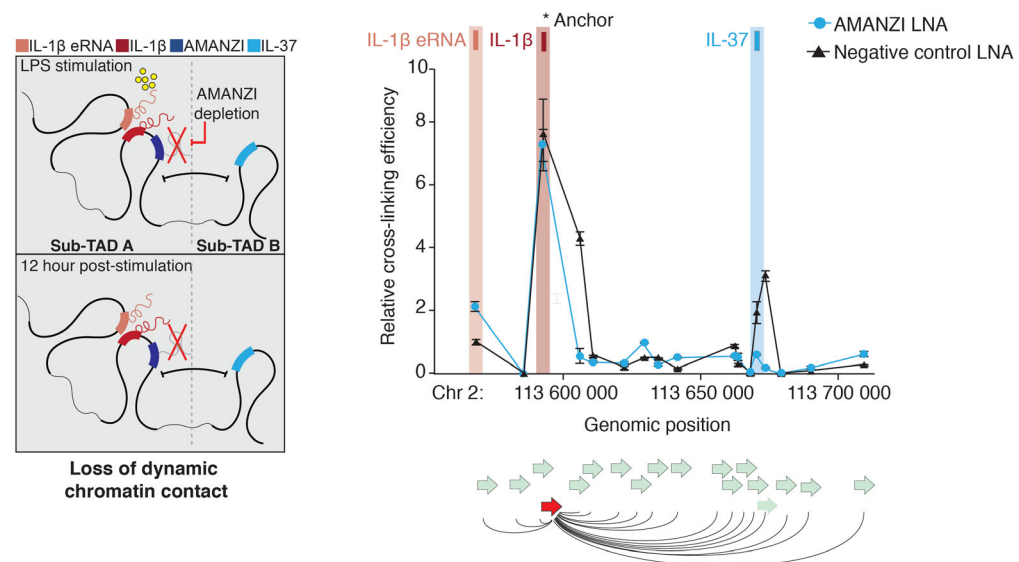 IL-1β eRNA IL-1β AMANZI IL-37
LPS stimulation
AMANZI
depletion
Sub-TAD A
Sub-TAD B
12 hour post-stimulation
Loss of dynamic
chromatin contact
* Anchor
IL-1β eRNA
IL-1β
IL-37
AMANZI LNA
Negative control LNA
Relative cross-linking efficiency
10
8
6
4
2
0
Chr 2:
113 600 000
113 650 000
113 700 000
Genomic position